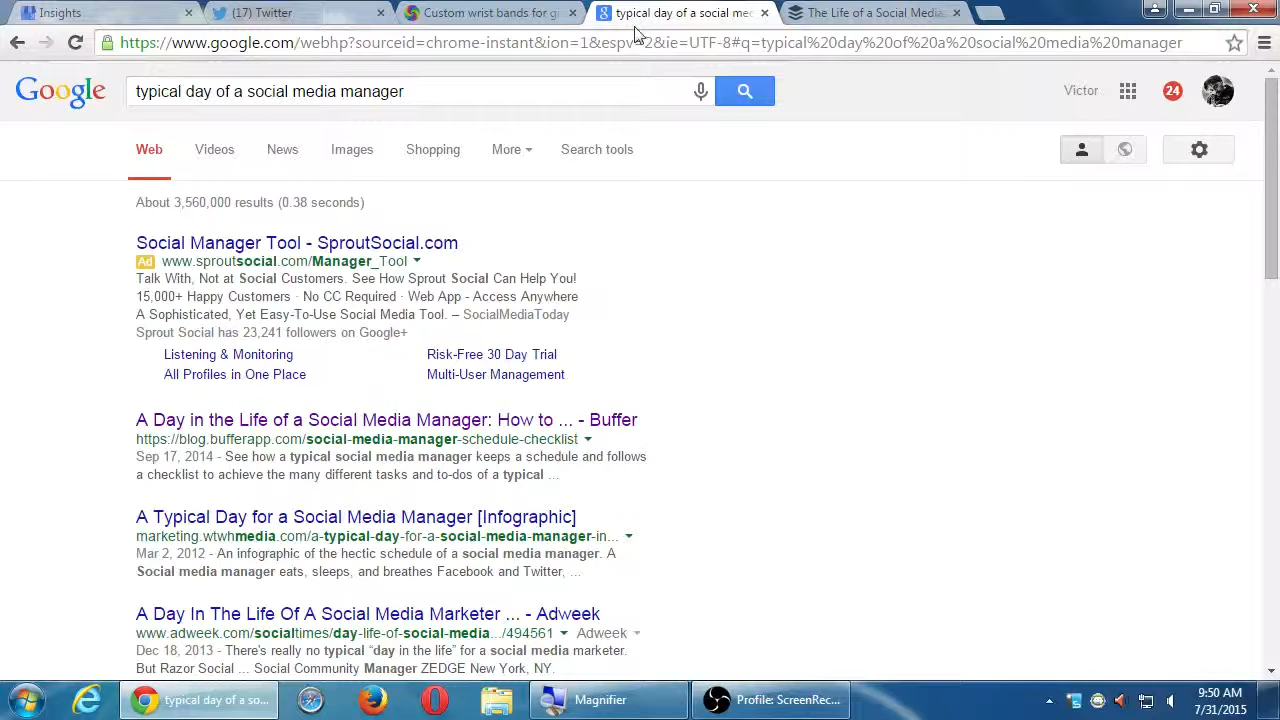 Insights
(17) Twitter
Custom wrist bands for g
typical day of a social med
The Life of a Social Media
https://www.google.com/webhp?sourceid=chrome-instant&ion=1&espv=2&ie=UTF-8#q=typical%20day%20of%20a%20social%20media%20manager
Google
typical day of a social media manager
Victor
24
Web
Videos
News
Images
Shopping
More
Search tools
About 3,560,000 results (0.38 seconds)
Social Manager Tool - SproutSocial.com
Ad www.sproutsocial.com/Manager_Tool
Talk With, Not at Social Customers. See How Sprout Social Can Help You!
15,000+ Happy Customers · No CC Required · Web App - Access Anywhere
A Sophisticated, Yet Easy-To-Use Social Media Tool. – SocialMediaToday
Sprout Social has 23,241 followers on Google+
Listening & Monitoring
Risk-Free 30 Day Trial
All Profiles in One Place
Multi-User Management
A Day in the Life of a Social Media Manager: How to ... - Buffer
https://blog.bufferapp.com/social-media-manager-schedule-checklist
Sep 17, 2014 - See how a typical social media manager keeps a schedule and follows
a checklist to achieve the many different tasks and to-dos of a typical ...
A Typical Day for a Social Media Manager [Infographic]
marketing.wtwhmedia.com/a-typical-day-for-a-social-media-manager-in...
Mar 2, 2012 - An infographic of the hectic schedule of a social media manager. A
Social media manager eats, sleeps, and breathes Facebook and Twitter, ...
A Day In The Life Of A Social Media Marketer ... - Adweek
www.adweek.com/socialtimes/day-life-of-social-media.../494561 Adweek
Dec 18, 2013 - There's really no typical “day in the life” for a social media marketer.
But Razor Social ... Social Community Manager ZEDGE New York, NY.
typical day of a so...
Magnifier
Profile: ScreenRec...
9:50 AM
7/31/2015